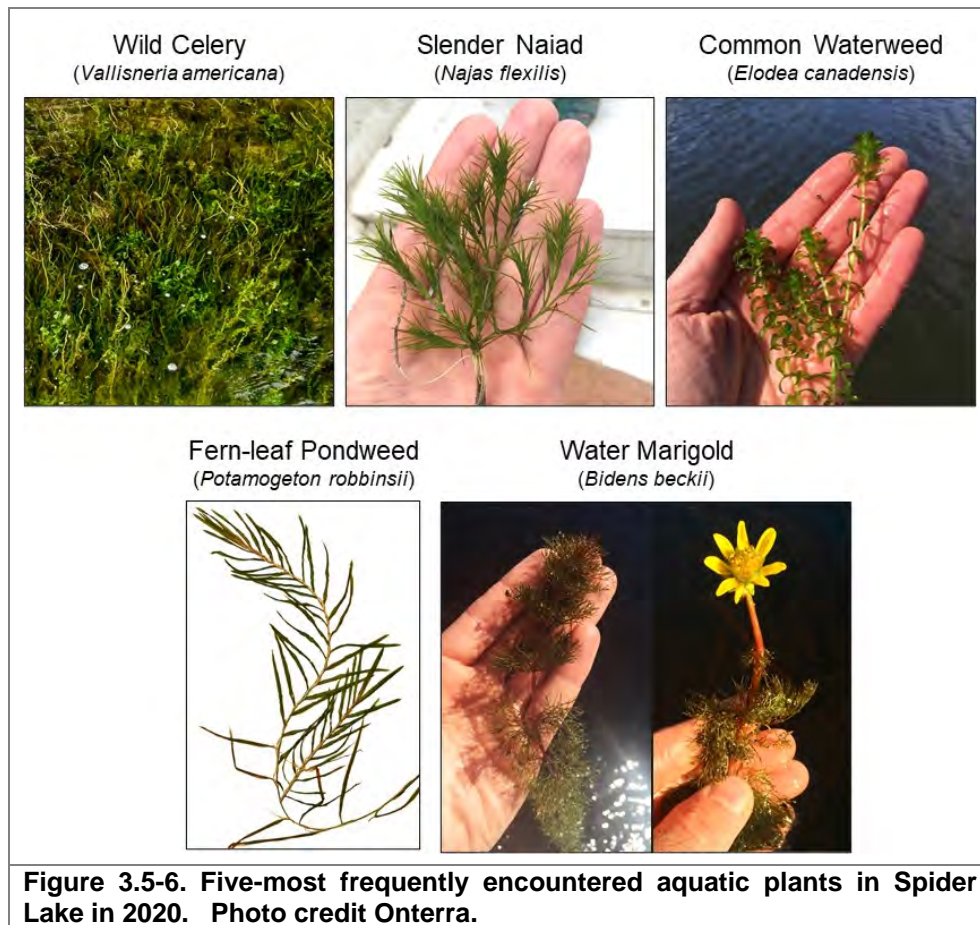 Wild Celery
(Vallisneria americana)
Slender Naiad
(Najas flexilis)
Common Waterweed
(Elodea canadensis)
Fern-leaf Pondweed
(Potamogeton robbinsii)
Water Marigold
(Bidens beckii)
Figure 3.5-6. Five-most frequently encountered aquatic plants in Spider
Lake in 2020. Photo credit Onterra.